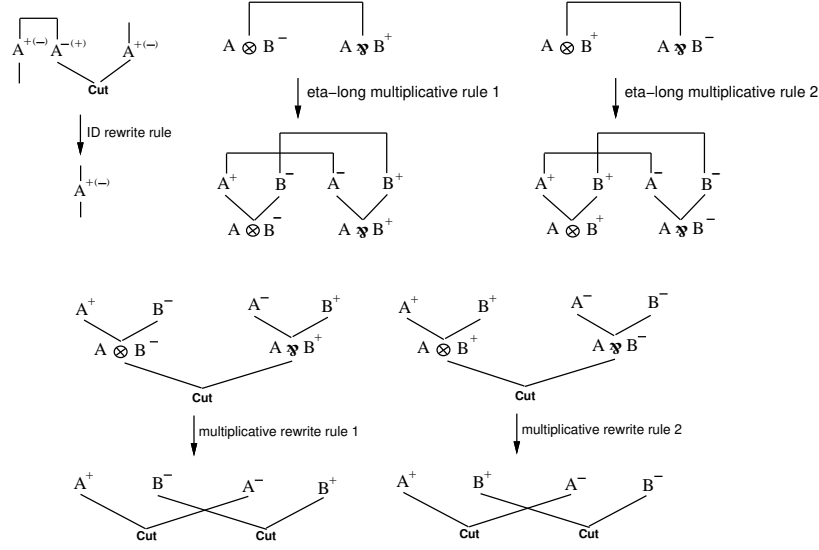 A⁺⁽⁻⁾ A⁻⁽⁺⁾ A⁺⁽⁻⁾
Cut
ID rewrite rule
A⁺⁽⁻⁾
A ⊗ B⁻ A ⅋ B⁺
eta-long multiplicative rule 1
A⁺ B⁻ A⁻ B⁺
A ⊗ B⁻ A ⅋ B⁺
A ⊗ B⁺ A ⅋ B⁻
eta-long multiplicative rule 2
A⁺ B⁺ A⁻ B⁻
A ⊗ B⁺ A ⅋ B⁻
A⁺ B⁻ A⁻ B⁺
A ⊗ B⁻ A ⅋ B⁺
Cut
multiplicative rewrite rule 1
A⁺ B⁻ A⁻ B⁺
Cut Cut
A⁺ B⁺ A⁻ B⁻
A ⊗ B⁺ A ⅋ B⁻
Cut
multiplicative rewrite rule 2
A⁺ B⁺ A⁻ B⁻
Cut Cut